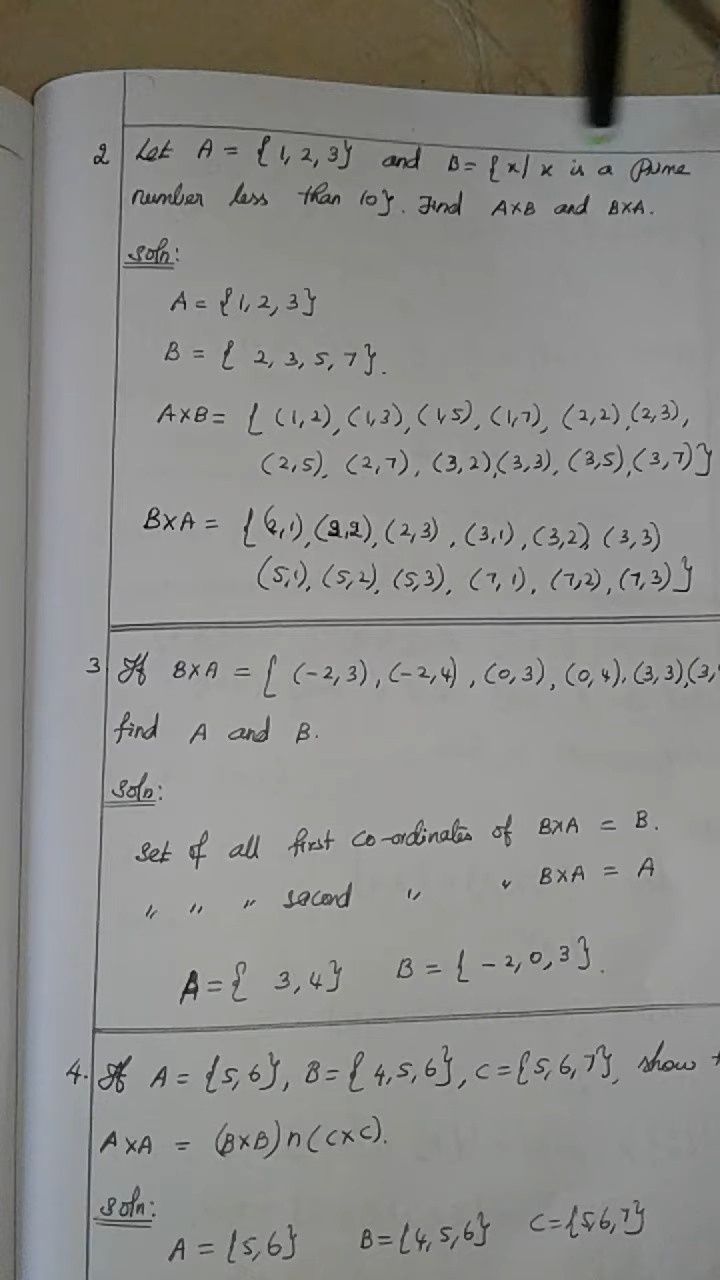 2 Let A = {1, 2, 3} and B = {x/ x is a prime
number less than 10}. Find A×B and B×A.
Soln:
A = {1, 2, 3}
B = { 2, 3, 5, 7}.
A×B = { (1,2), (1,3), (1,5), (1,7), (2,2), (2,3),
(2,5), (2,7), (3,2), (3,3), (3,5), (3,7)}
B×A = { (2,1), (2,2), (2,3), (3,1), (3,2), (3,3)
(5,1), (5,2), (5,3), (7,1), (7,2), (7,3)}
3 If B×A = { (-2,3), (-2,4), (0,3), (0,4), (3,3), (3,
find A and B.
Soln:
Set of all first co-ordinates of B×A = B.
" " " second " " B×A = A
A = { 3, 4} B = { -2, 0, 3}.
4. If A = {5, 6}, B = { 4, 5, 6}, C = {5, 6, 7}, show
A×A = (B×B) ∩ (C×C).
Soln:
A = {5, 6} B = {4, 5, 6} C = {5, 6, 7}